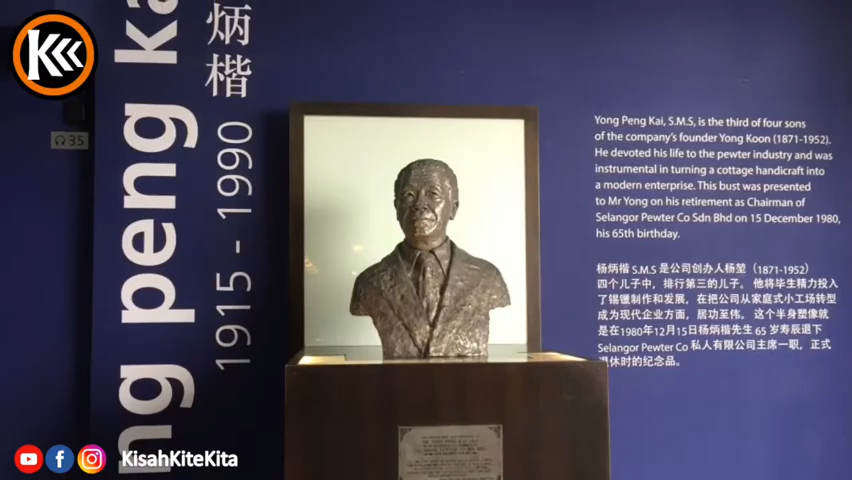 ng peng ka
炳楷
1915 - 1990
35
Yong Peng Kai, S.M.S, is the third of four sons
of the company's founder Yong Koon (1871-1952).
He devoted his life to the pewter industry and was
instrumental in turning a cottage handicraft into
a modern enterprise. This bust was presented
to Mr Yong on his retirement as Chairman of
Selangor Pewter Co Sdn Bhd on 15 December 1980,
his 65th birthday.
杨炳楷 S.M.S 是公司创办人杨堃（1871-1952）
四个儿子中，排行第三的儿子。 他将毕生精力投入
了锡镴制作和发展，在把公司从家庭式小工场转型
成为现代企业方面，居功至伟。 这个半身塑像就
是在1980年12月15日杨炳楷先生 65 岁寿辰退下
Selangor Pewter Co 私人有限公司主席一职，正式
退休时的纪念品。
KisahKiteKita